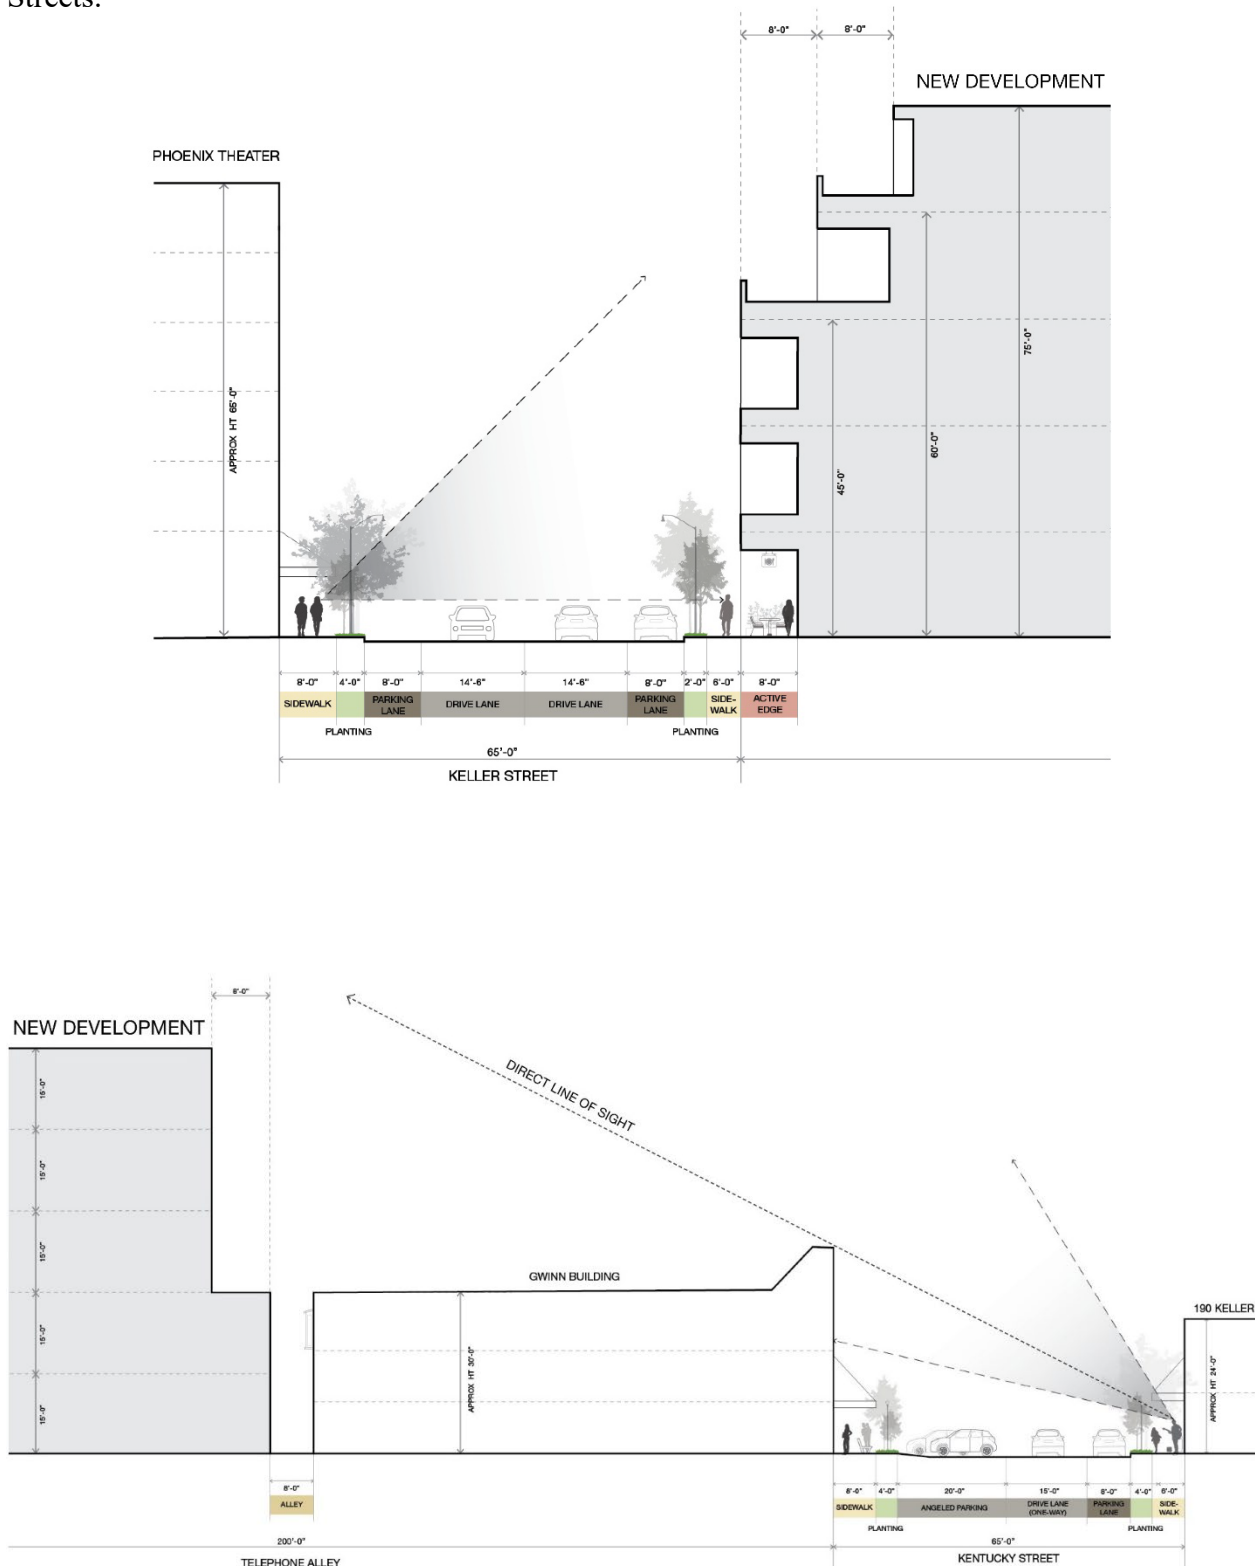 Streets.
8'-0" 8'-0"
NEW DEVELOPMENT
PHOENIX THEATER
APPROX HT 65'-0"
45'-0"
60'-0"
75'-0"
8'-0" 4'-0" 8'-0" 14'-6" 14'-6" 8'-0" 2'-0" 6'-0" 8'-0"
SIDEWALK PARKING LANE DRIVE LANE DRIVE LANE PARKING LANE SIDE-WALK ACTIVE EDGE
PLANTING PLANTING
65'-0"
KELLER STREET
8'-0"
NEW DEVELOPMENT
15'-0"
15'-0"
15'-0"
15'-0"
15'-0"
DIRECT LINE OF SIGHT
GWINN BUILDING
APPROX HT 30'-0"
190 KELLER
APPROX HT 24'-0"
8'-0"
ALLEY
4'-0" 20'-0" 15'-0" 8'-0" 4'-0" 6'-0"
SIDEWALK ANGELED PARKING DRIVE LANE (ONE-WAY) PARKING LANE SIDE-WALK
PLANTING PLANTING
200'-0" 65'-0"
TELEPHONE ALLEY KENTUCKY STREET